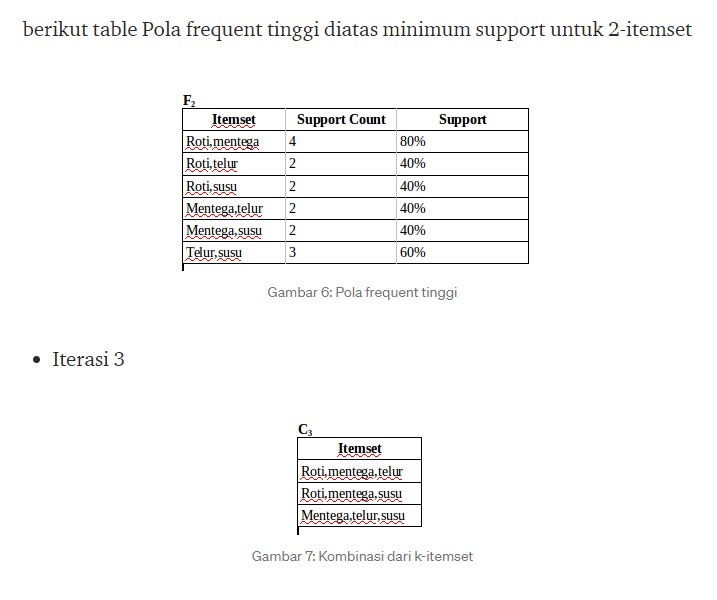 berikut table Pola frequent tinggi diatas minimum support untuk 2-itemset
F₂
Itemset Support Count Support
Roti,mentega 4 80%
Roti,telur 2 40%
Roti,susu 2 40%
Mentega,telur 2 40%
Mentega,susu 2 40%
Telur,susu 3 60%
Gambar 6: Pola frequent tinggi
• Iterasi 3
C₃
Itemset
Roti,mentega,telur
Roti,mentega,susu
Mentega,telur,susu
Gambar 7: Kombinasi dari k-itemset